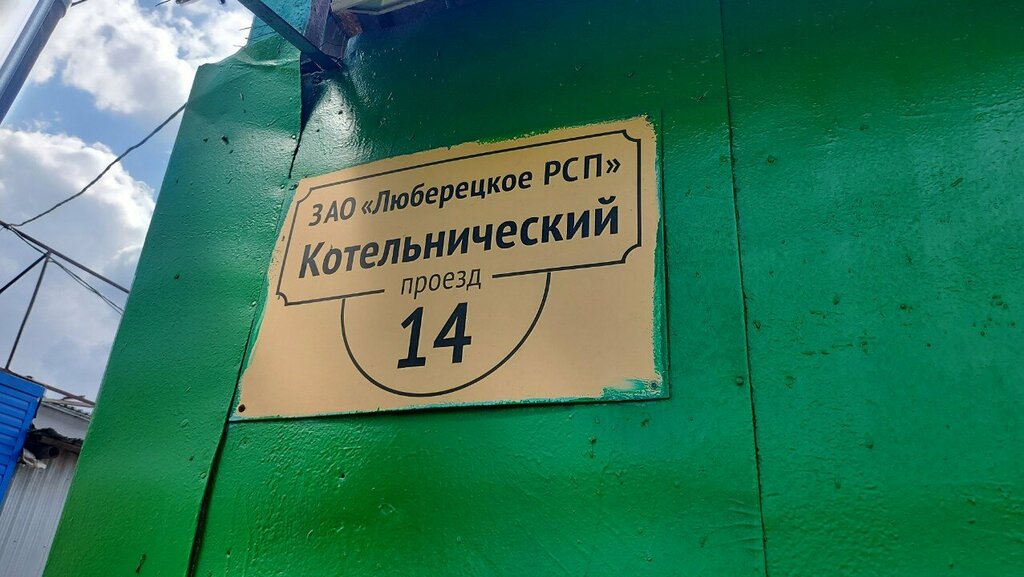 ЗАО «Люберецкое РСП»
Котельнический
проезд
14